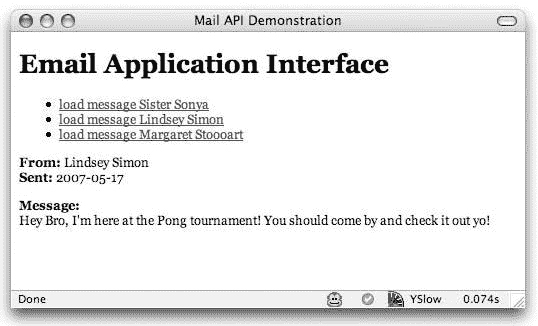 Mail API Demonstration
Email Application Interface
load message Sister Sonya
load message Lindsey Simon
load message Margaret Stoooart
From: Lindsey Simon
Sent: 2007-05-17
Message:
Hey Bro, I'm here at the Pong tournament! You should come by and check it out yo!
Done YSlow 0.074s